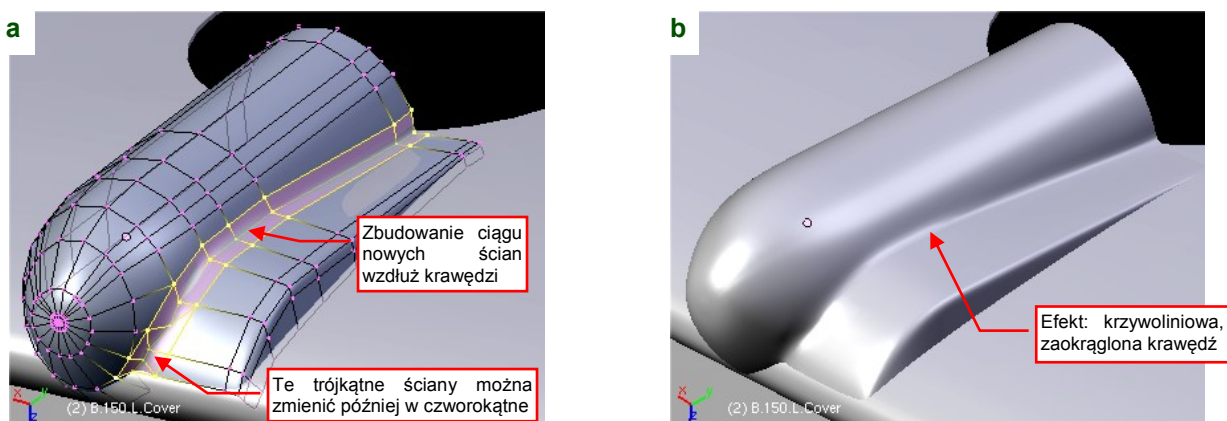 a
b
Zbudowanie ciągu
nowych ścian
wzdłuż krawędzi
Efekt: krzywoliniowa,
zaokrąglona krawędź
Te trójkątne ściany można
zmienić później w czworokątne
x
y
z
(2) B.150.L.Cover
x
y
z
(2) B.150.L.Cover